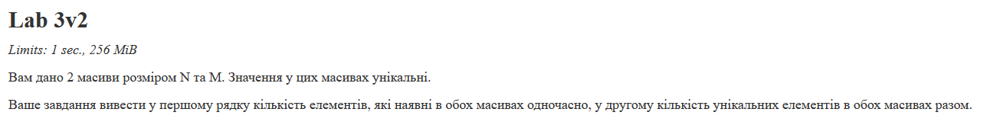 Lab 3v2
Limits: 1 sec., 256 MiB
Вам дано 2 масиви розміром N та M. Значення у цих масивах унікальні.
Ваше завдання вивести у першому рядку кількість елементів, які наявні в обох масивах одночасно, у другому кількість унікальних елементів в обох масивах разом.